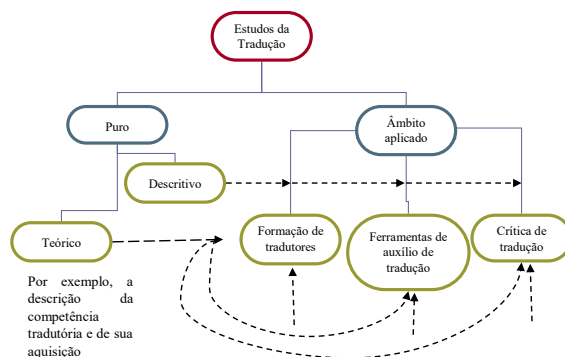 Estudos da
Tradução
Puro
Âmbito
aplicado
Descritivo
Teórico
Formação de
tradutores
Ferramentas de
auxílio de
tradução
Crítica de
tradução
Por exemplo, a
descrição da
competência
tradutória e de sua
aquisição